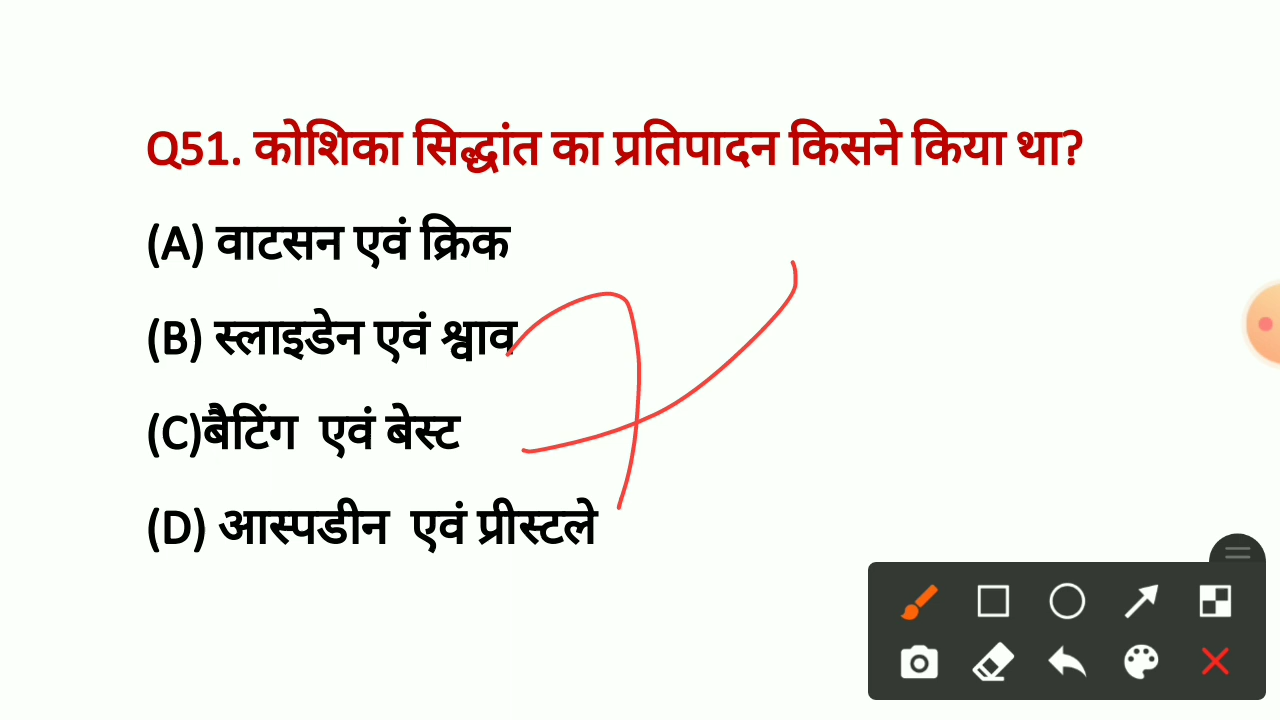 Q51. कोशिका सिद्धांत का प्रतिपादन किसने किया था?
(A) वाटसन एवं क्रिक
(B) स्लाइडेन एवं श्वाव
(C)बैटिंग एवं बेस्ट
(D) आस्पडीन एवं प्रीस्टले